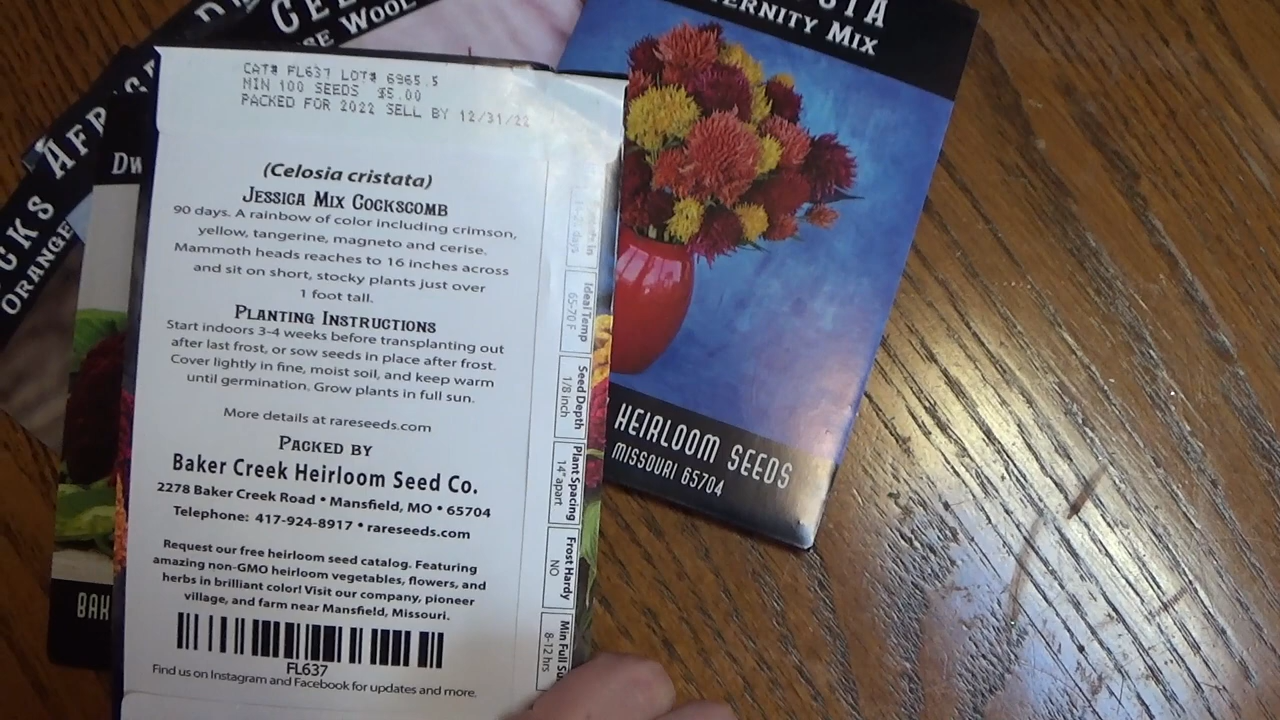 CAT# FL637 LOT# 6965.5
MIN 100 SEEDS $5.00
PACKED FOR 2022 SELL BY 12/31/22
(Celosia cristata)
JESSICA MIX COCKSCOMB
90 days. A rainbow of color including crimson,
yellow, tangerine, magneto and cerise.
Mammoth heads reaches to 16 inches across
and sit on short, stocky plants just over
1 foot tall.
PLANTING INSTRUCTIONS
Start indoors 3-4 weeks before transplanting out
after last frost, or sow seeds in place after frost.
Cover lightly in fine, moist soil, and keep warm
until germination. Grow plants in full sun.
More details at rareseeds.com
PACKED BY
Baker Creek Heirloom Seed Co.
2278 Baker Creek Road • Mansfield, MO • 65704
Telephone: 417-924-8917 • rareseeds.com
Request our free heirloom seed catalog. Featuring
amazing non-GMO heirloom vegetables, flowers, and
herbs in brilliant color! Visit our company, pioneer
village, and farm near Mansfield, Missouri.
FL637
Find us on Instagram and Facebook for updates and more.
days
Ideal Temp
65-70 F
Seed Depth
1/8 inch
Plant Spacing
14" apart
Frost Hardy
NO
Min Full Su
8-12 hrs
ERNITY MIX
HEIRLOOM SEEDS
MISSOURI 65704
WOOL
AFR
CKS
ORANGE
DW
BAK